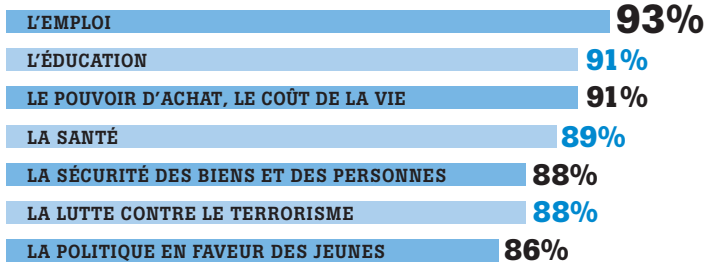 L'EMPLOI 93%
L'ÉDUCATION 91%
LE POUVOIR D'ACHAT, LE COÛT DE LA VIE 91%
LA SANTÉ 89%
LA SÉCURITÉ DES BIENS ET DES PERSONNES 88%
LA LUTTE CONTRE LE TERRORISME 88%
LA POLITIQUE EN FAVEUR DES JEUNES 86%